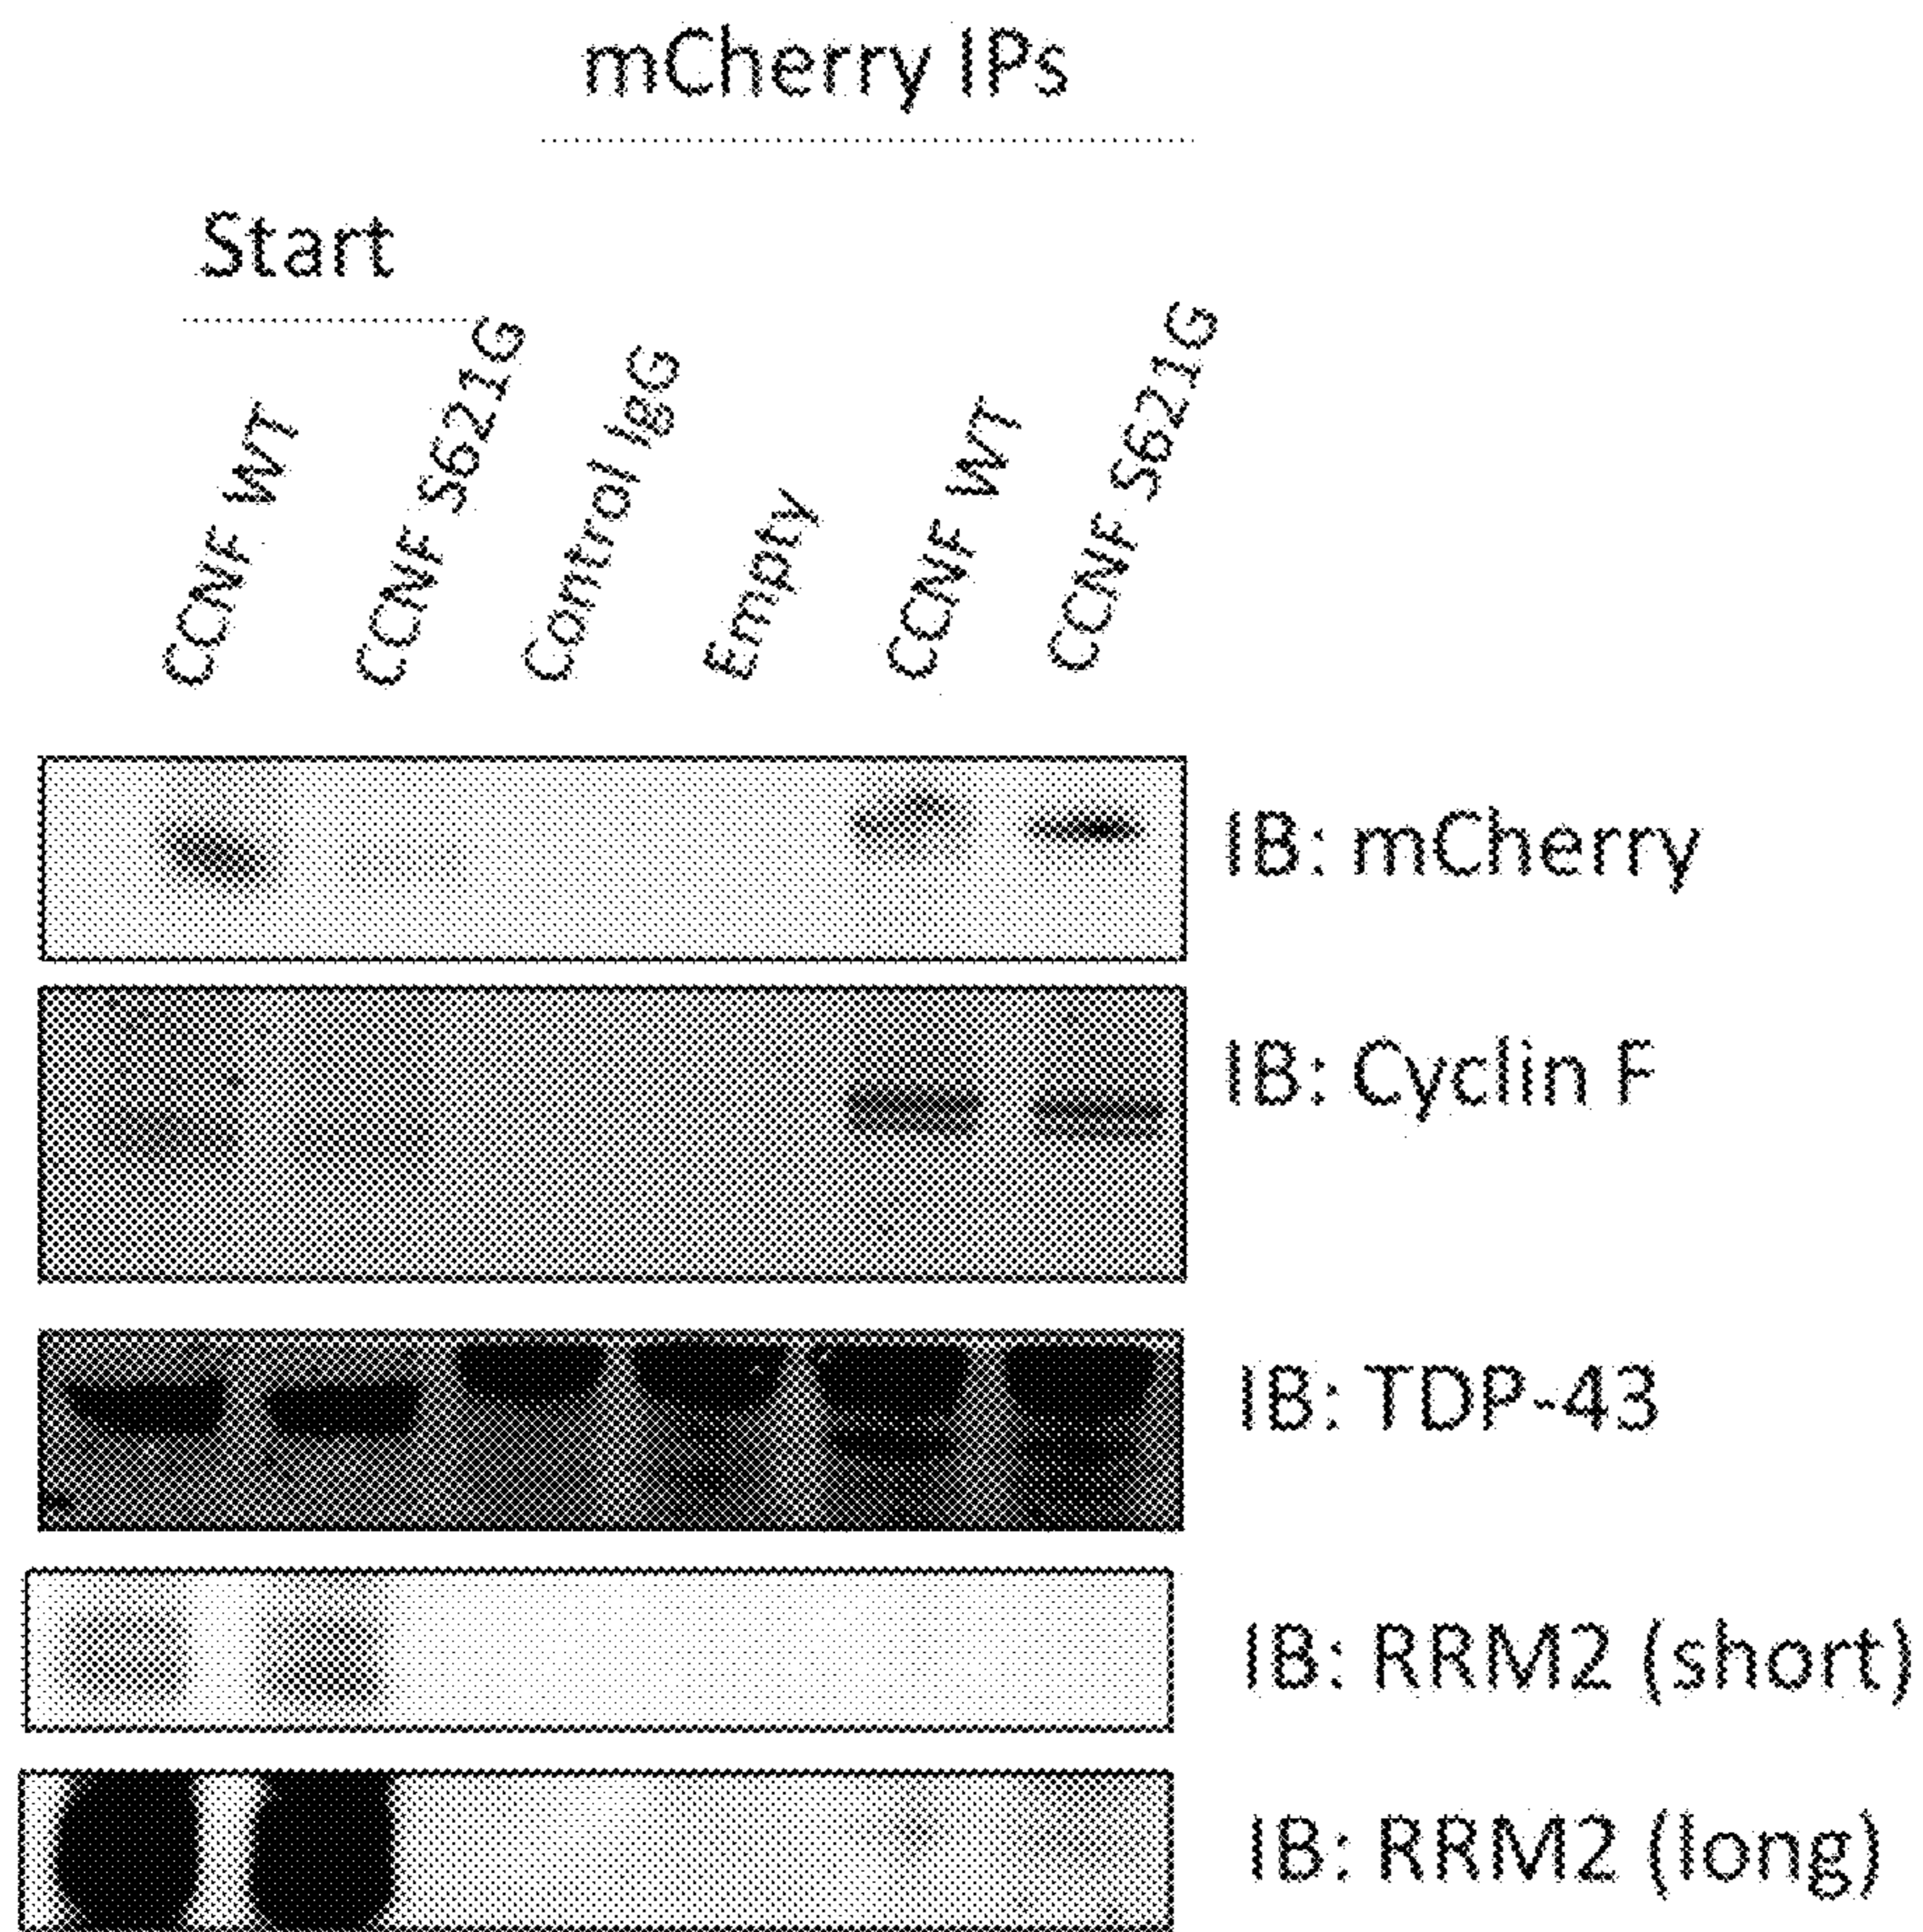 mCherry IPs
Start
CCNF WT
CCNF S621G
Control IgG
Empty
CCNF WT
CCNF S621G
IB: mCherry
IB: Cyclin F
IB: TDP-43
IB: RRM2 (short)
IB: RRM2 (long)